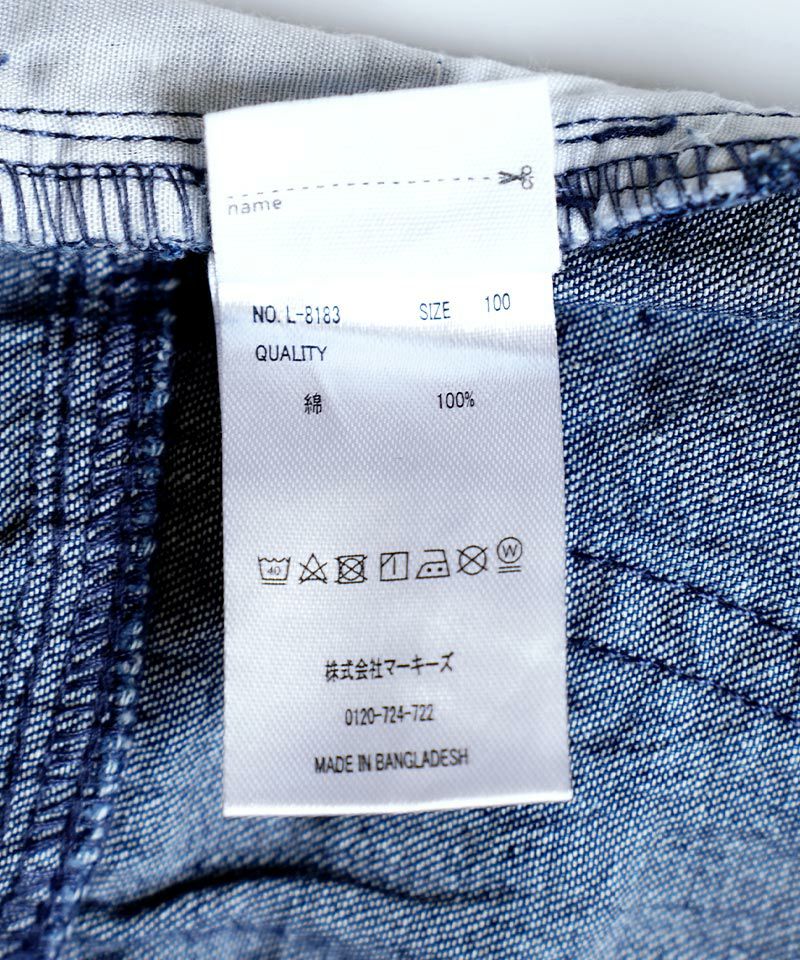 name
NO. L-8183 SIZE 100
QUALITY
綿 100%
40 W
株式会社マーキーズ
0120-724-722
MADE IN BANGLADESH